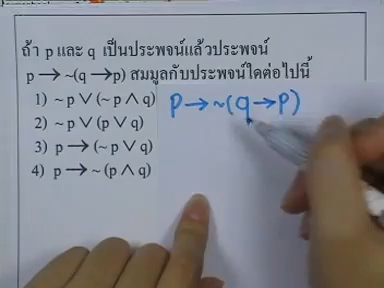 ถ้า p และ q เป็นประพจน์แล้วประพจน์
p → ~(q →p) สมมูลกับประพจน์ใดต่อไปนี้
1) ~ p ∨ (~ p ∧ q)
2) ~ p ∨ (p ∨ q)
3) p → (~ p ∨ q)
4) p → ~ (p ∧ q)
p → ~(q → p)